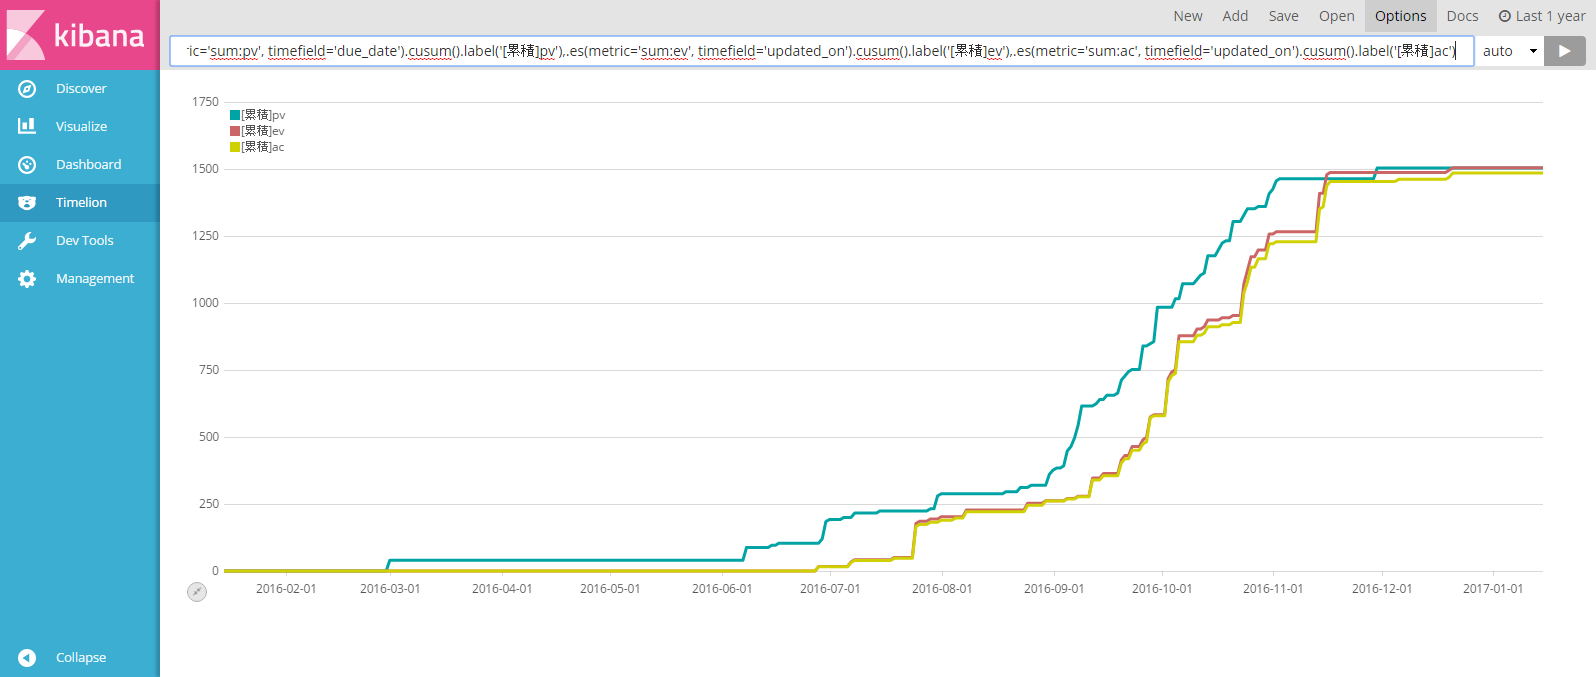 kibana
New Add Save Open Options Docs Last 1 year
ric='sum:pv', timefield='due_date').cusum().label('[累積]pv'),.es(metric='sum:ev', timefield='updated_on').cusum().label('[累積]ev'),.es(metric='sum:ac', timefield='updated_on').cusum().label('[累積]ac') auto
Discover
Visualize
Dashboard
Timelion
Dev Tools
Management
Collapse
1750
1500
1250
1000
750
500
250
0
[累積]pv
[累積]ev
[累積]ac
2016-02-01 2016-03-01 2016-04-01 2016-05-01 2016-06-01 2016-07-01 2016-08-01 2016-09-01 2016-10-01 2016-11-01 2016-12-01 2017-01-01